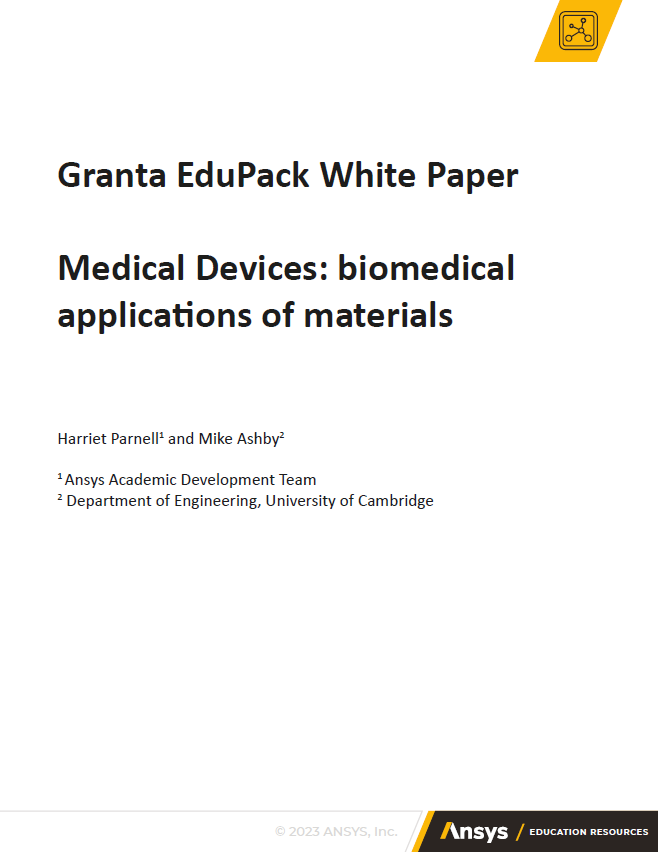 Granta EduPack White Paper
Medical Devices: biomedical
applications of materials
Harriet Parnell¹ and Mike Ashby²
¹ Ansys Academic Development Team
² Department of Engineering, University of Cambridge
© 2023 ANSYS, Inc.
Ansys / EDUCATION RESOURCES